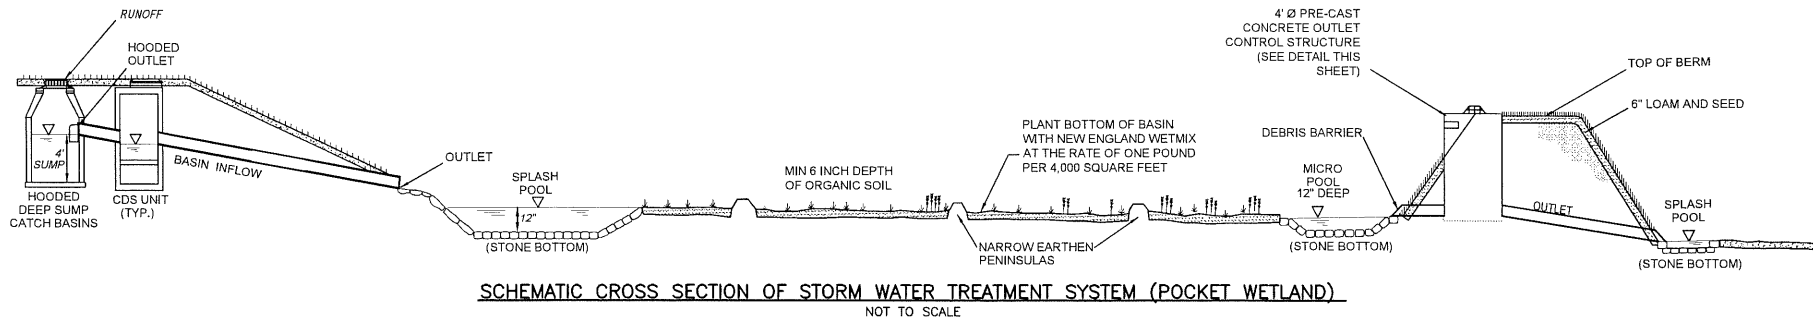 RUNOFF
HOODED
OUTLET
4'
SUMP
BASIN INFLOW
HOODED
DEEP SUMP
CATCH BASINS
CDS UNIT
(TYP.)
OUTLET
SPLASH
POOL
12"
(STONE BOTTOM)
MIN 6 INCH DEPTH
OF ORGANIC SOIL
PLANT BOTTOM OF BASIN
WITH NEW ENGLAND WETMIX
AT THE RATE OF ONE POUND
PER 4,000 SQUARE FEET
NARROW EARTHEN
PENINSULAS
4' Ø PRE-CAST
CONCRETE OUTLET
CONTROL STRUCTURE
(SEE DETAIL THIS
SHEET)
DEBRIS BARRIER
MICRO
POOL
12" DEEP
(STONE BOTTOM)
TOP OF BERM
6" LOAM AND SEED
OUTLET
SPLASH
POOL
(STONE BOTTOM)
SCHEMATIC CROSS SECTION OF STORM WATER TREATMENT SYSTEM (POCKET WETLAND)
NOT TO SCALE